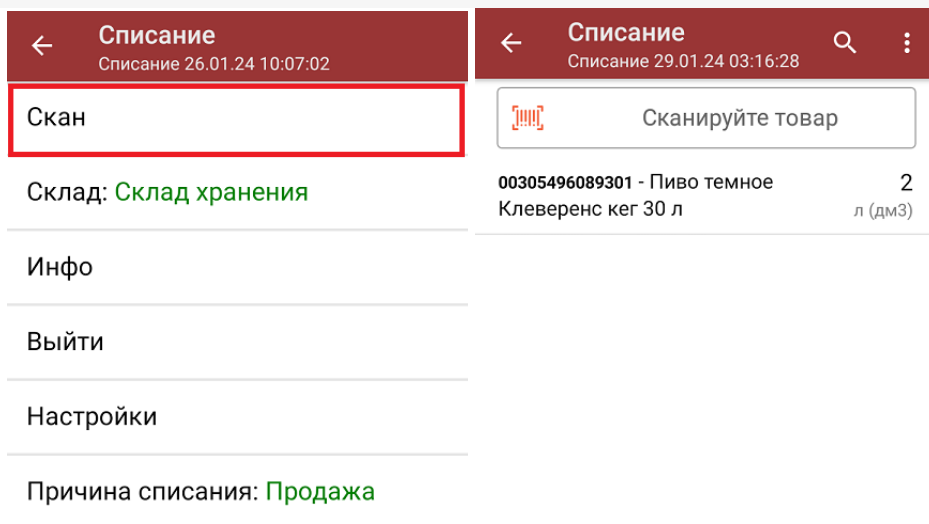 Списание
Списание 26.01.24 10:07:02
Скан
Склад: Склад хранения
Инфо
Выйти
Настройки
Причина списания: Продажа
Списание
Списание 29.01.24 03:16:28
Сканируйте товар
00305496089301 - Пиво темное
Клеверенс кег 30 л
2
л (дм3)